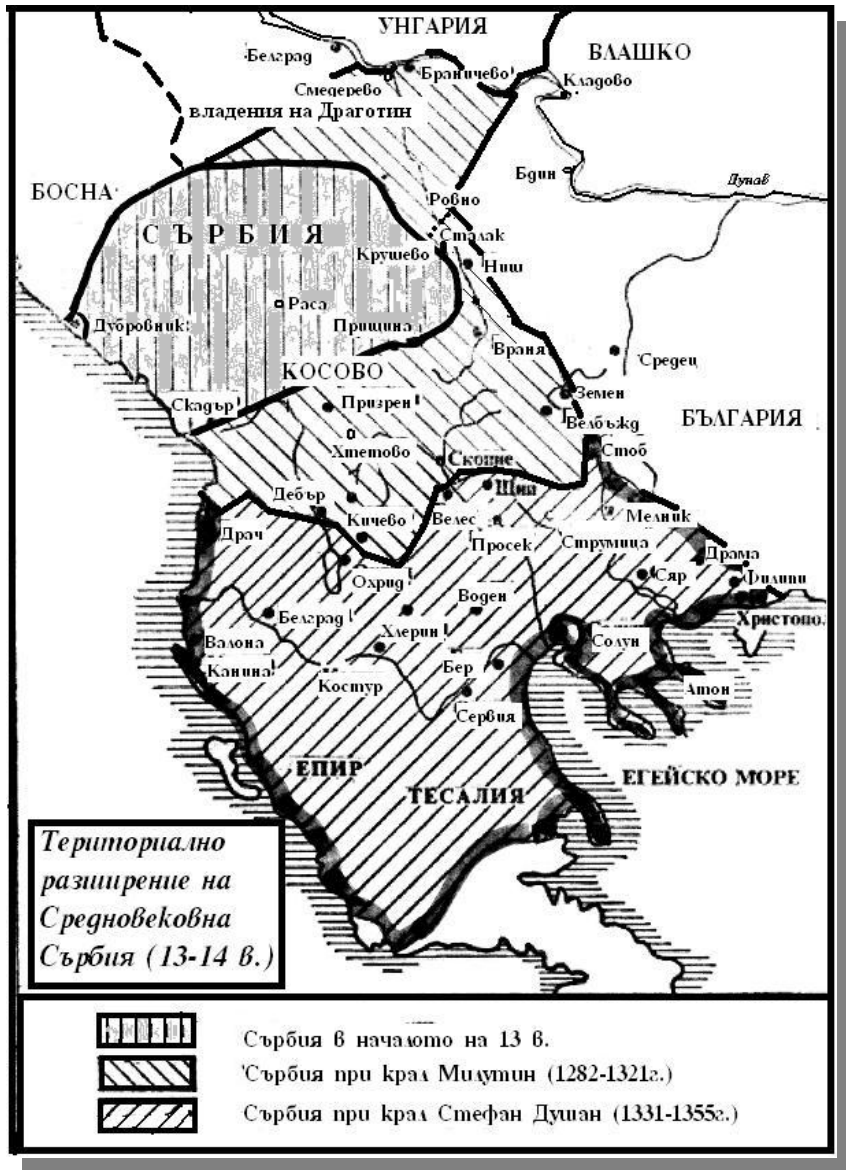 УНГАРИЯ
Белград
Браничево
ВЛАШКО
Смедерево
Кладово
владения на Драготин
Бдин
Дунав
БОСНА
Ровно
СЪРБИЯ
Сталак
Крушево
Ниш
Раса
Дубровник
Прищина
Враня
Средец
КОСОВО
Земен
Скадър
Призрен
Велбъжд
БЪЛГАРИЯ
Хтетово
Скопие
Стоб
Щип
Дебър
Велес
Мелник
Драч
Кичево
Просек
Струмица
Драма
Охрид
Сяр
Филипи
Белград
Воден
Христопо.
Валона
Хлерин
Солун
Канина
Костур
Бер
Атон
Сервия
ЕПИР
ТЕСАЛИЯ
ЕГЕЙСКО МОРЕ
Териториално
разширение на
Средновековна
Сърбия (13-14 в.)
Сърбия в началото на 13 в.
Сърбия при крал Милутин (1282-1321г.)
Сърбия при крал Стефан Душан (1331-1355г.)